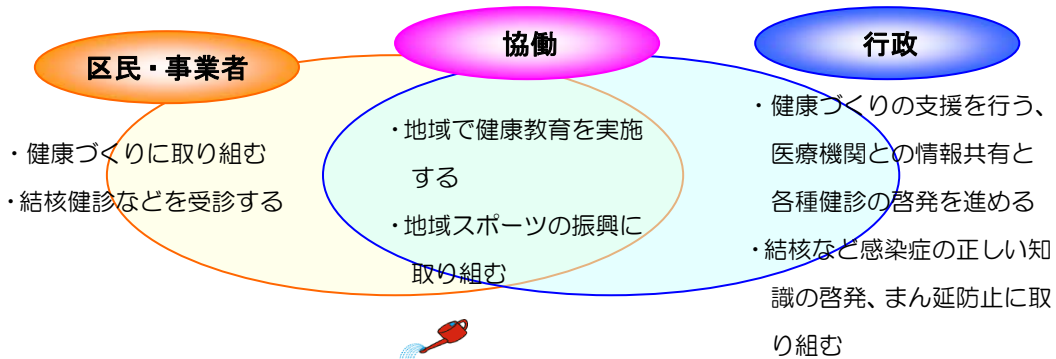 区民・事業者
・健康づくりに取り組む
・結核健診などを受診する
協働
・地域で健康教育を実施
する
・地域スポーツの振興に
取り組む
行政
・健康づくりの支援を行う、
医療機関との情報共有と
各種健診の啓発を進める
・結核など感染症の正しい知
識の啓発、まん延防止に取
り組む